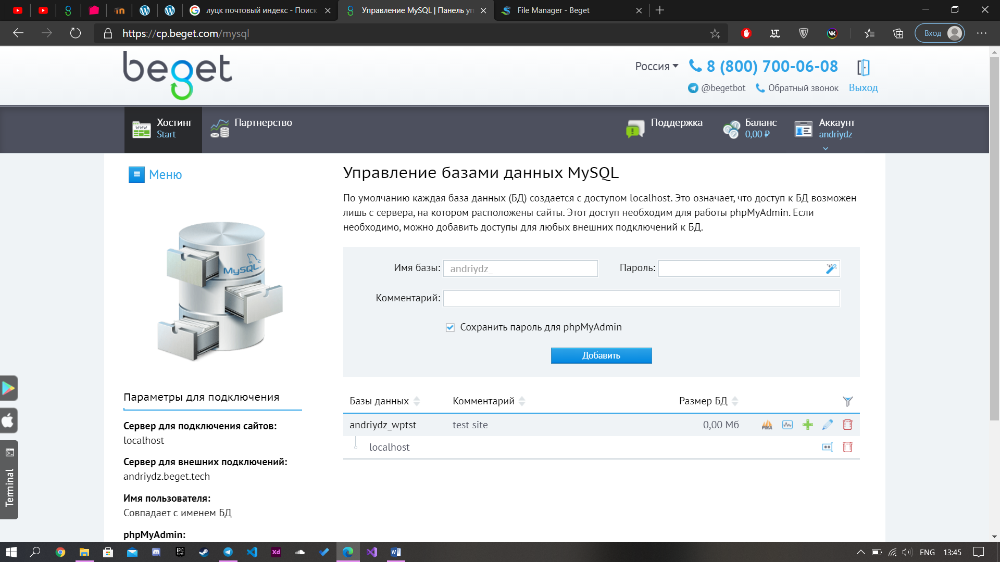 луцк почтовый индекс - Поиск
Управление MySQL | Панель уп
File Manager - Beget
https://cp.beget.com/mysql
Вход
beget
Россия
8 (800) 700-06-08
@begetbot
Обратный звонок
Выход
Хостинг
Start
Партнерство
Поддержка
Баланс
0,00 ₽
Аккаунт
andriydz
Меню
Управление базами данных MySQL
По умолчанию каждая база данных (БД) создается с доступом localhost. Это означает, что доступ к БД возможен
лишь с сервера, на котором расположены сайты. Этот доступ необходим для работы phpMyAdmin. Если
необходимо, можно добавить доступы для любых внешних подключений к БД.
MySQL
Имя базы: andriydz_
Пароль:
Комментарий:
Сохранить пароль для phpMyAdmin
Добавить
Параметры для подключения
Сервер для подключения сайтов:
localhost
Сервер для внешних подключений:
andriydz.beget.tech
Имя пользователя:
Совпадает с именем БД
phpMyAdmin:
Базы данных Комментарий Размер БД
andriydz_wptst test site 0,00 Мб PMA
localhost
Terminal
ENG 13:45